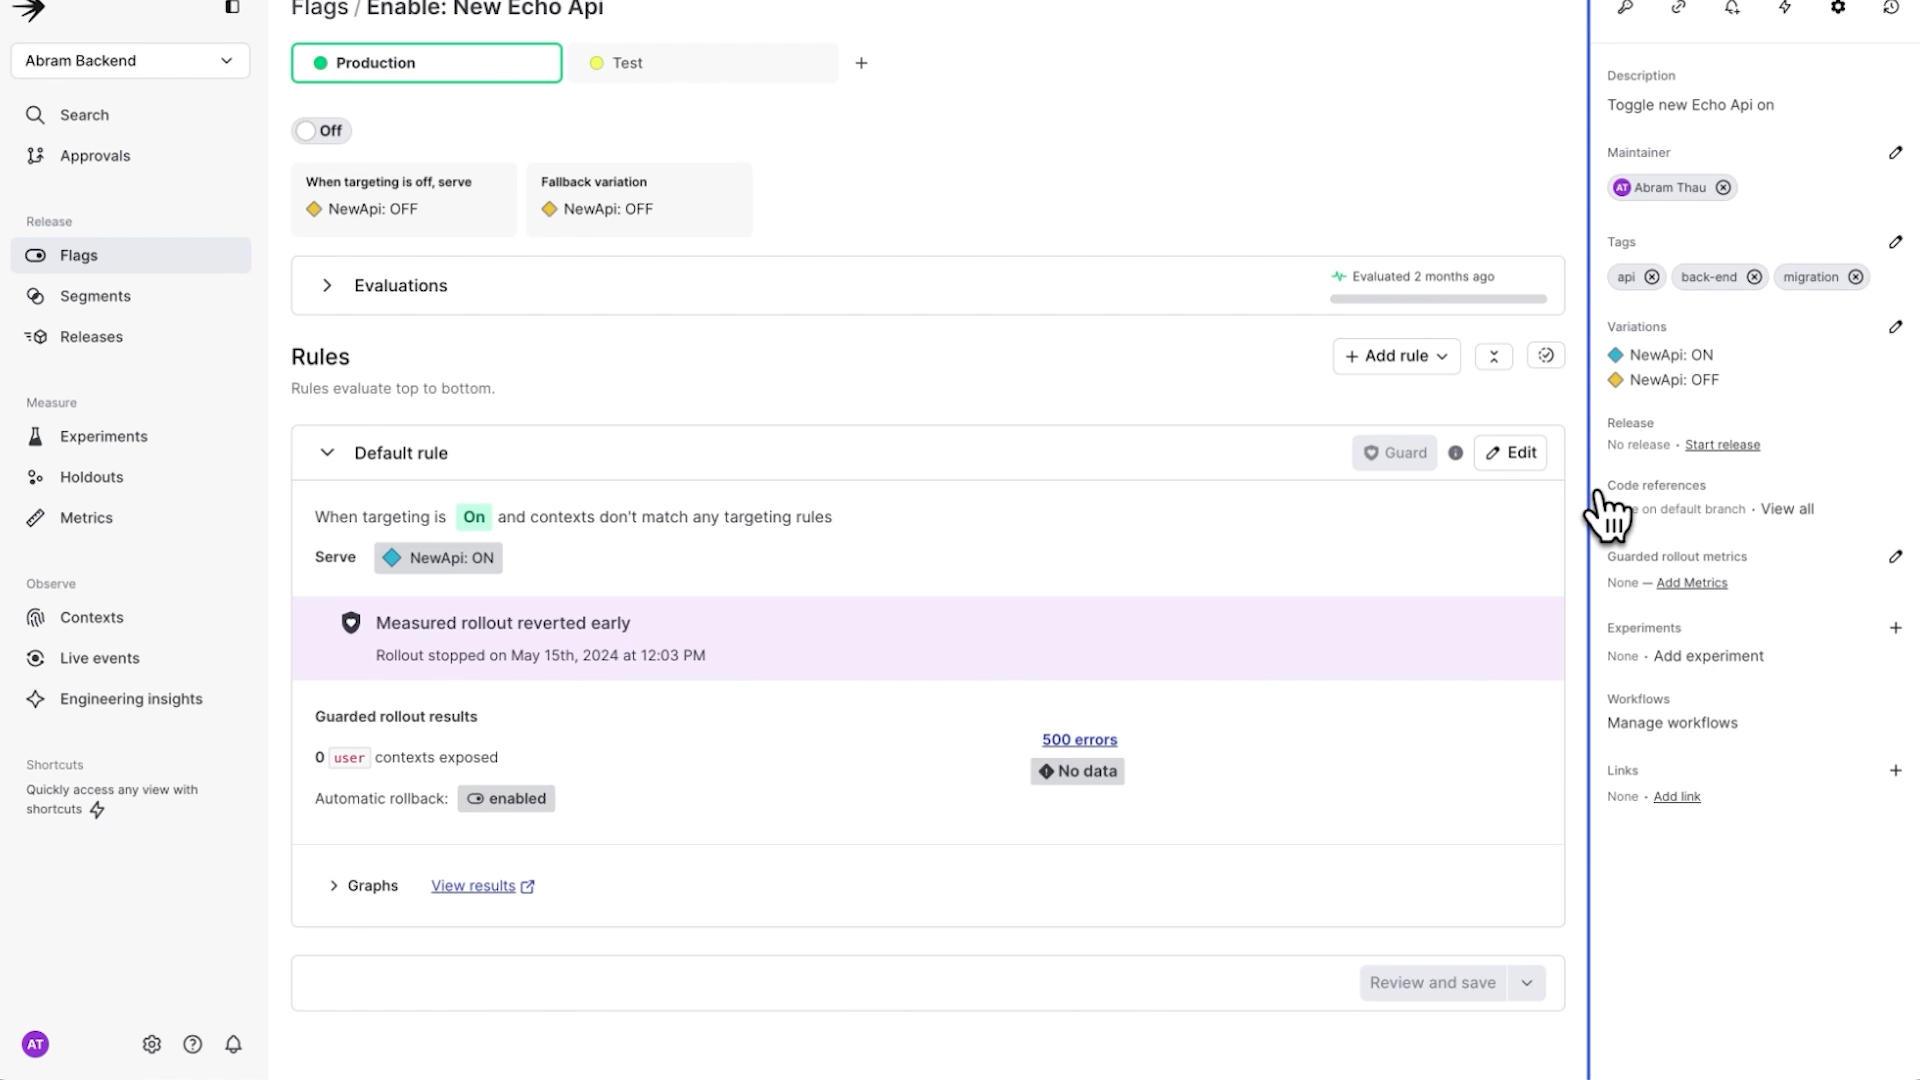 Flags / Enable: New Echo Api
Abram Backend
Search
Approvals
Release
Flags
Segments
Releases
Measure
Experiments
Holdouts
Metrics
Observe
Contexts
Live events
Engineering insights
Shortcuts
Quickly access any view with
shortcuts
AT
Production
Test
Off
When targeting is off, serve
NewApi: OFF
Fallback variation
NewApi: OFF
Evaluations
Evaluated 2 months ago
Rules
Rules evaluate top to bottom.
Add rule
Default rule
Guard
Edit
When targeting is On and contexts don't match any targeting rules
Serve NewApi: ON
Measured rollout reverted early
Rollout stopped on May 15th, 2024 at 12:03 PM
Guarded rollout results
0 user contexts exposed
Automatic rollback: enabled
500 errors
No data
Graphs
View results
Review and save
Description
Toggle new Echo Api on
Maintainer
AT Abram Thau
Tags
api back-end migration
Variations
NewApi: ON
NewApi: OFF
Release
No release • Start release
Code references
on default branch • View all
Guarded rollout metrics
None — Add Metrics
Experiments
None • Add experiment
Workflows
Manage workflows
Links
None • Add link